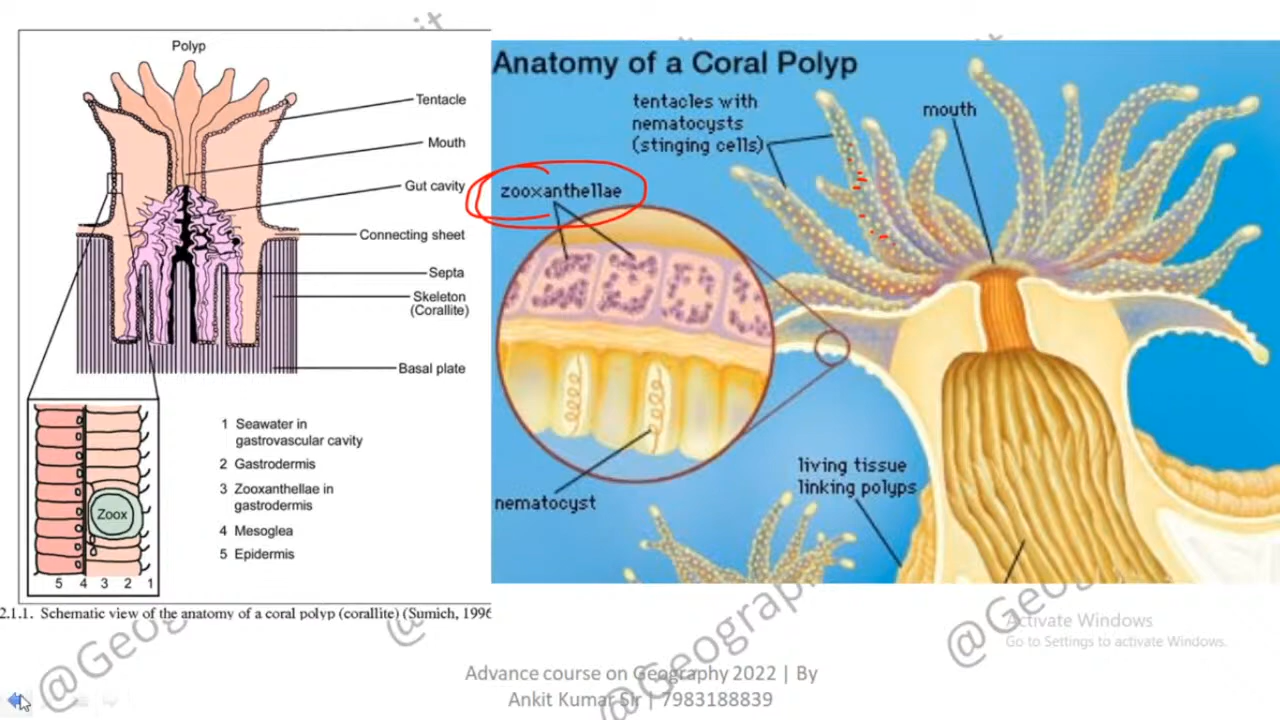 Polyp
Tentacle
Mouth
Gut cavity
Connecting sheet
Septa
Skeleton
(Corallite)
Basal plate
1 Seawater in
gastrovascular cavity
2 Gastrodermis
3 Zooxanthellae in
gastrodermis
4 Mesoglea
5 Epidermis
Zoox
5 4 3 2 1
2.1.1. Schematic view of the anatomy of a coral polyp (corallite) (Sumich, 1996
Anatomy of a Coral Polyp
tentacles with
nematocysts
(stinging cells)
mouth
zooxanthellae
nematocyst
living tissue
linking polyps
@Geog
@Geograph
@Geograph
Activate Windows
Go to Settings to activate Windows.
Advance course on Geography 2022 | By
Ankit Kumar Sir | 7983188839